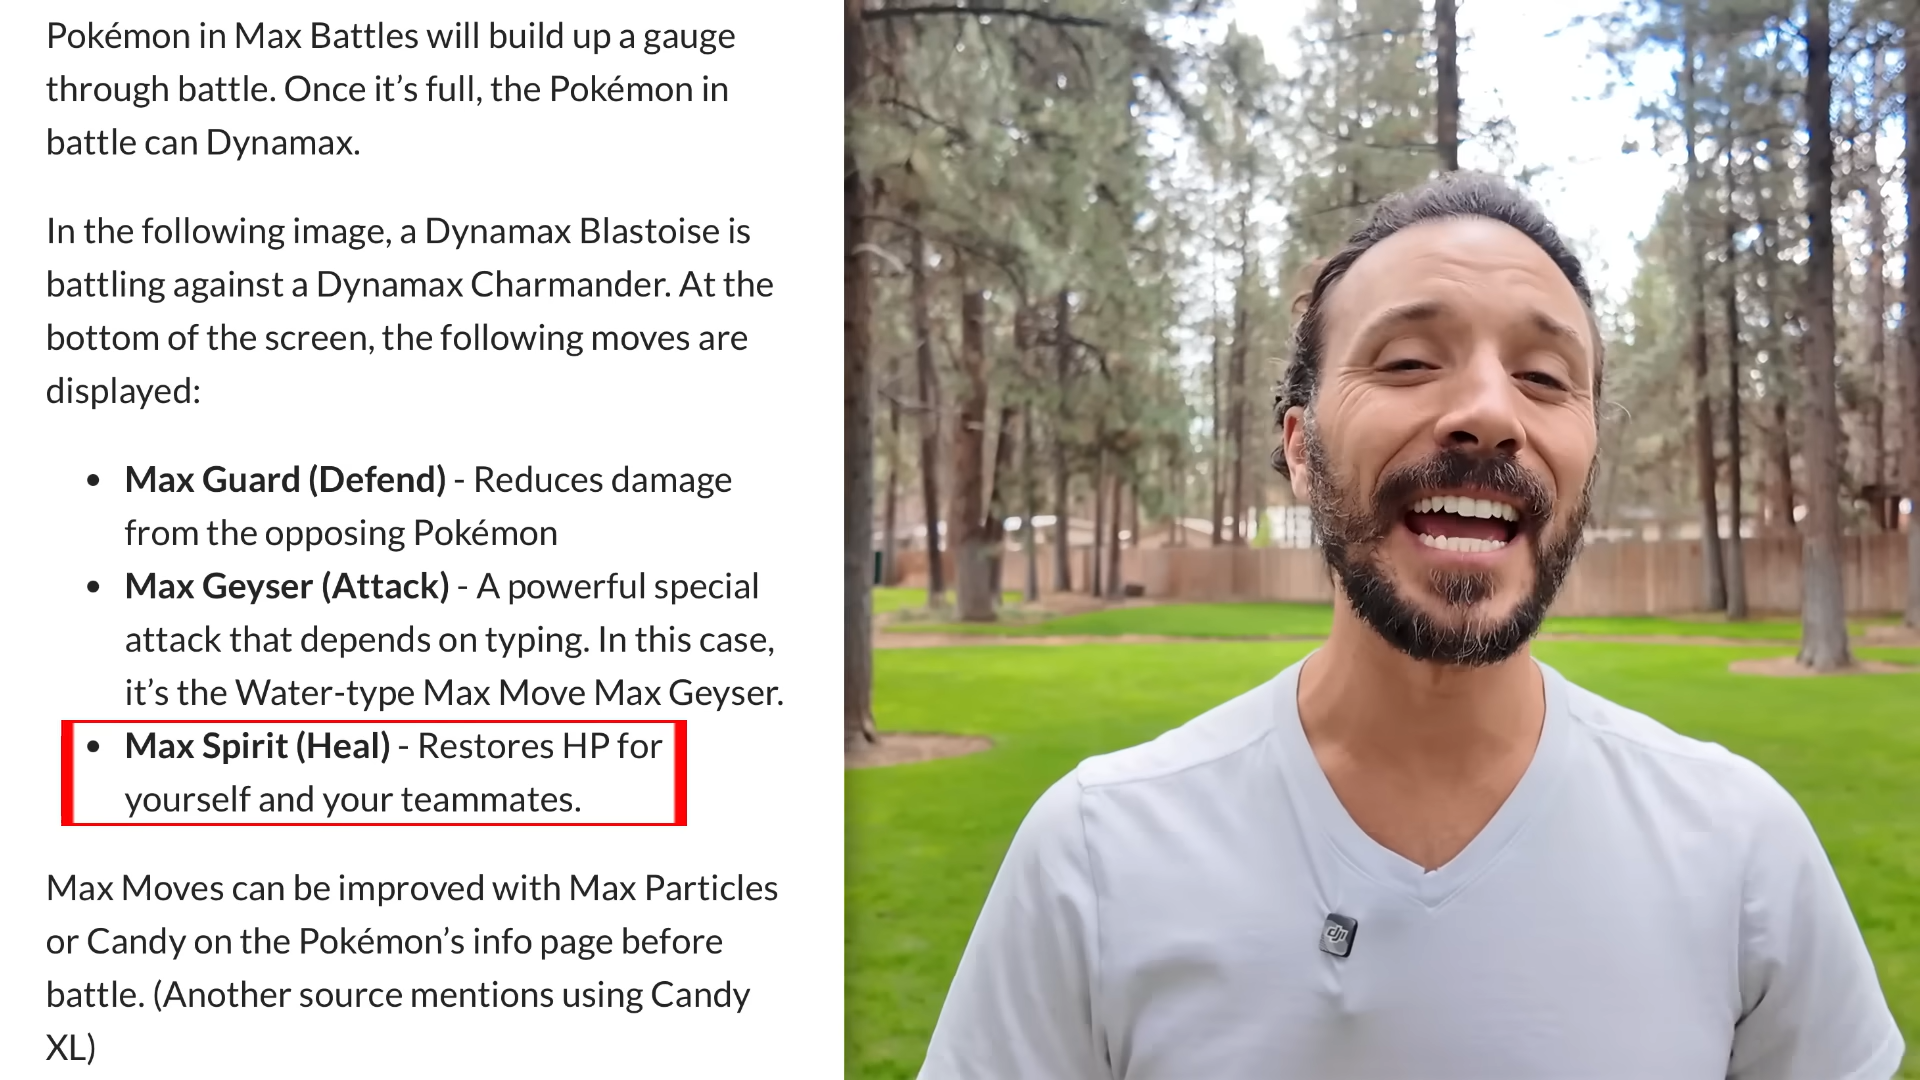 Pokémon in Max Battles will build up a gauge
through battle. Once it’s full, the Pokémon in
battle can Dynamax.
In the following image, a Dynamax Blastoise is
battling against a Dynamax Charmander. At the
bottom of the screen, the following moves are
displayed:
• Max Guard (Defend) - Reduces damage
from the opposing Pokémon
• Max Geyser (Attack) - A powerful special
attack that depends on typing. In this case,
it’s the Water-type Max Move Max Geyser.
• Max Spirit (Heal) - Restores HP for
yourself and your teammates.
Max Moves can be improved with Max Particles
or Candy on the Pokémon’s info page before
battle. (Another source mentions using Candy
XL)
dji